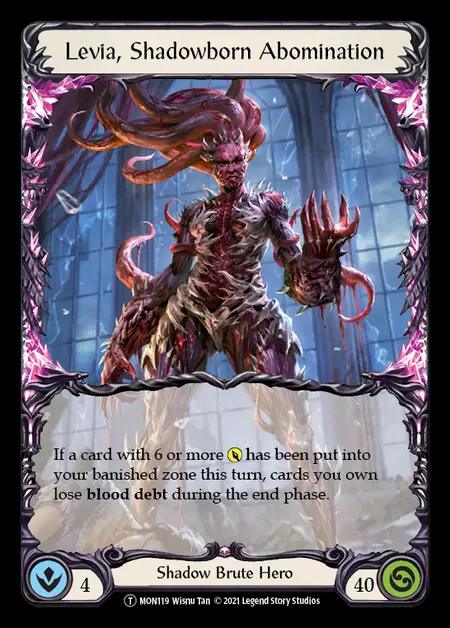 Levia, Shadowborn Abomination
If a card with 6 or more has been put into
your banished zone this turn, cards you own
lose blood debt during the end phase.
4
Shadow Brute Hero
40
T MON119 Wisnu Tan © 2021 Legend Story Studios